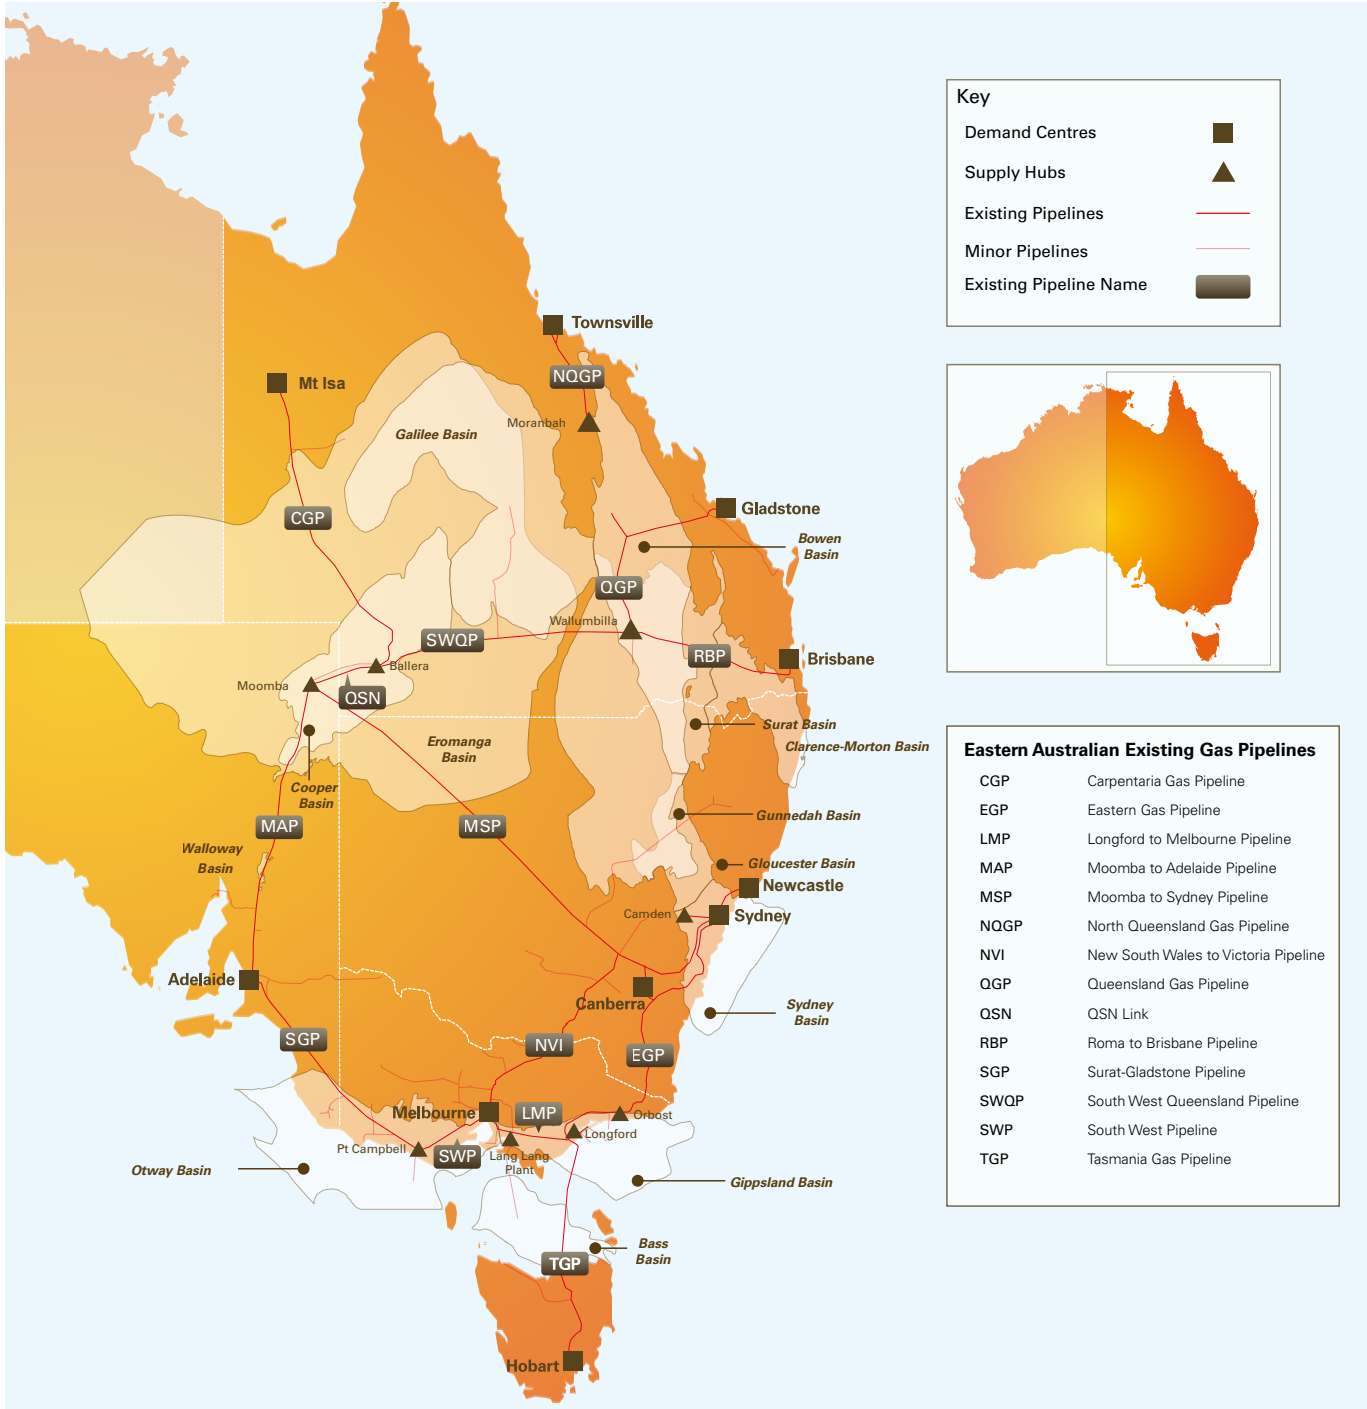 Key
Demand Centres
Supply Hubs
Existing Pipelines
Minor Pipelines
Existing Pipeline Name
Townsville
NQGP
Mt Isa
Moranbah
Galilee Basin
CGP
Gladstone
Bowen
Basin
QGP
Wallumbilla
SWQP
RBP
Brisbane
Ballera
Moomba
QSN
Surat Basin
Clarence-Morton Basin
Eromanga
Basin
Cooper
Basin
MAP
MSP
Gunnedah Basin
Walloway
Basin
Gloucester Basin
Newcastle
Camden
Sydney
Adelaide
Canberra
Sydney
Basin
SGP
NVI
EGP
Melbourne
LMP
Orbost
Longford
Pt Campbell
SWP
Lang Lang
Plant
Otway Basin
Gippsland Basin
Bass
Basin
TGP
Hobart
Eastern Australian Existing Gas Pipelines
CGP Carpentaria Gas Pipeline
EGP Eastern Gas Pipeline
LMP Longford to Melbourne Pipeline
MAP Moomba to Adelaide Pipeline
MSP Moomba to Sydney Pipeline
NQGP North Queensland Gas Pipeline
NVI New South Wales to Victoria Pipeline
QGP Queensland Gas Pipeline
QSN QSN Link
RBP Roma to Brisbane Pipeline
SGP Surat-Gladstone Pipeline
SWQP South West Queensland Pipeline
SWP South West Pipeline
TGP Tasmania Gas Pipeline